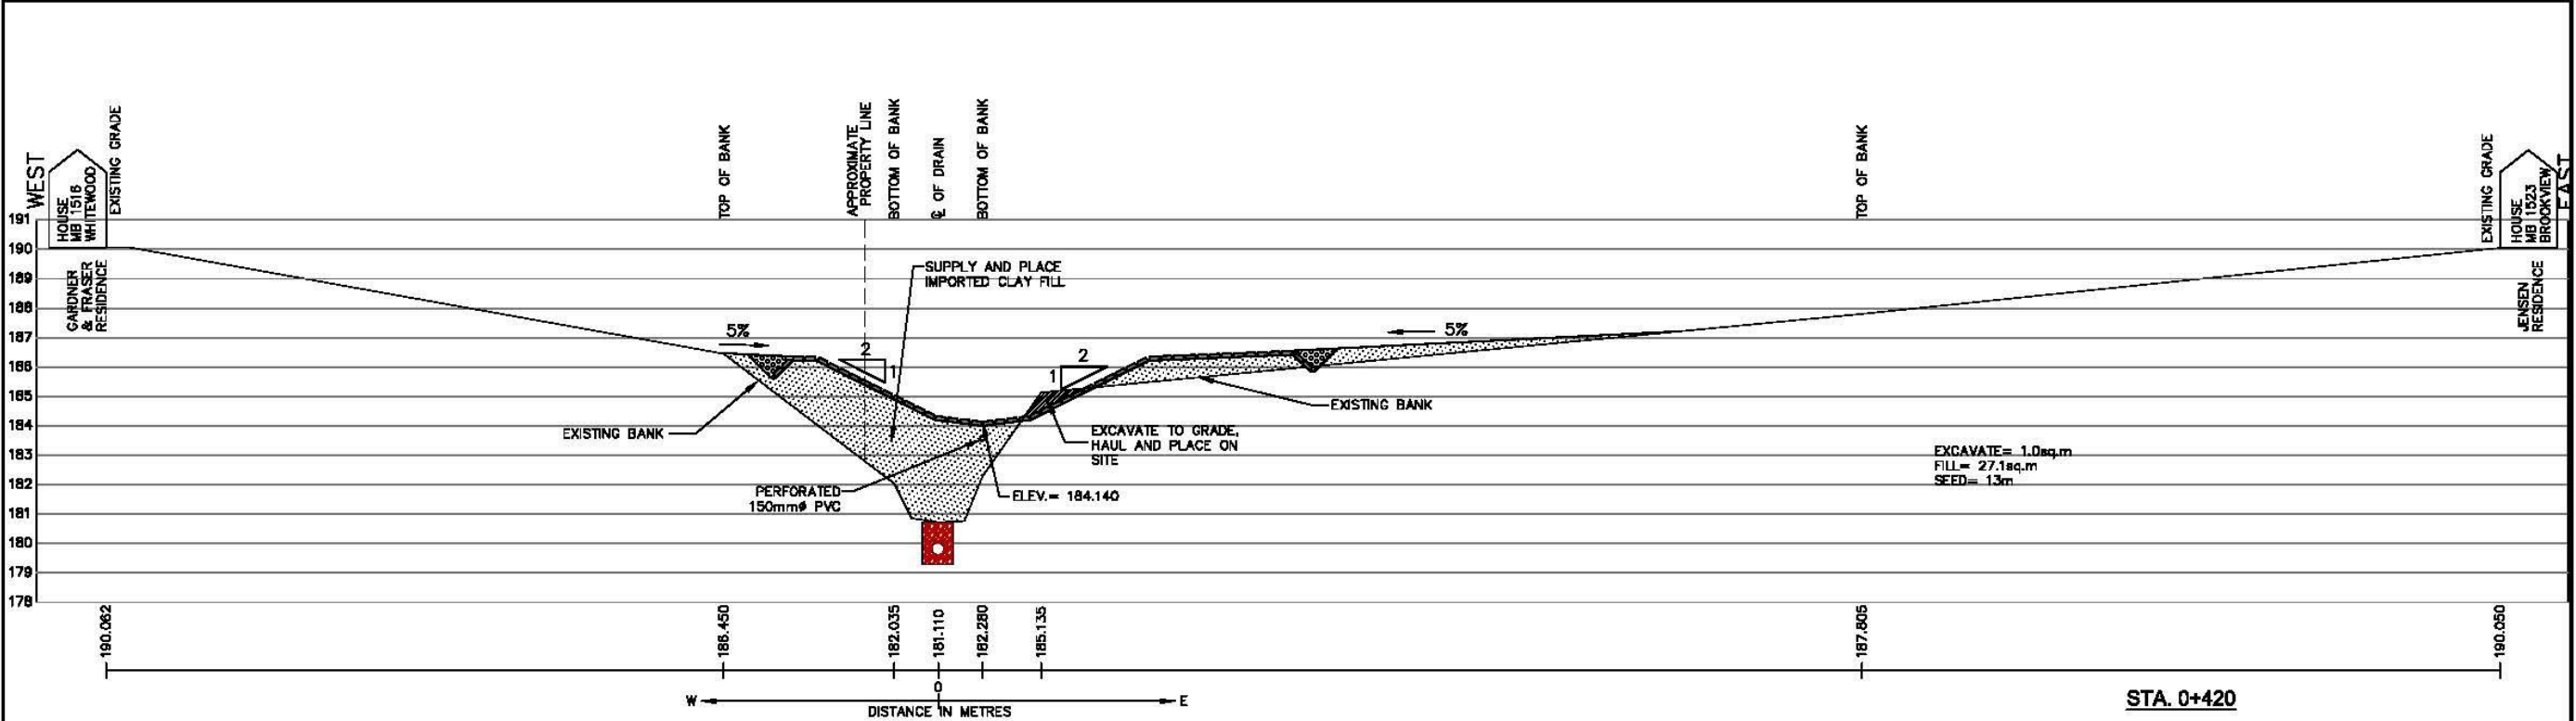 WEST
HOUSE
MB 1516
WHITEWOOD
EXISTING GRADE
GARDNER
& FRASER
RESIDENCE
TOP OF BANK
APPROXIMATE
PROPERTY LINE
BOTTOM OF BANK
℄ OF DRAIN
BOTTOM OF BANK
TOP OF BANK
EXISTING GRADE
HOUSE
MB 1523
BROOKVIEW
EAST
JENSEN
RESIDENCE
191
190
189
188
187
186
185
184
183
182
181
180
179
178
SUPPLY AND PLACE
IMPORTED CLAY FILL
5%
2
1
2
1
5%
EXISTING BANK
EXISTING BANK
EXCAVATE TO GRADE,
HAUL AND PLACE ON
SITE
PERFORATED
150mmø PVC
ELEV.= 184.140
EXCAVATE= 1.0sq.m
FILL= 27.1sq.m
SEED= 13m
190.062
186.450
182.035
181.110
182.280
185.135
187.805
190.050
0
W
E
DISTANCE IN METRES
STA. 0+420